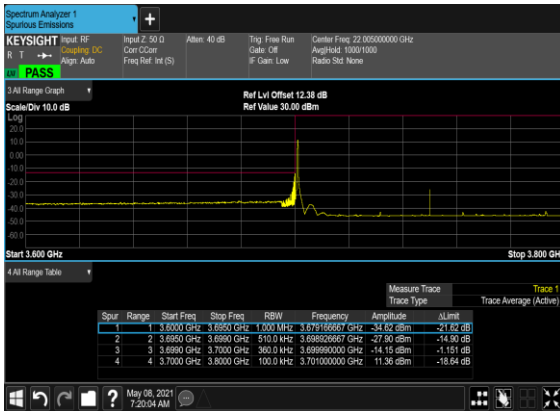 Spectrum Analyzer 1
Spurious Emissions
+
KEYSIGHT Input: RF Input Z: 50 Ω Atten: 40 dB Trig: Free Run Center Freq: 22.005000000 GHz
R T Coupling: DC Corr CCorr Gate: Off Avg|Hold: 1000/1000
Align: Auto Freq Ref: Int (S) IF Gain: Low Radio Std: None
PASS
3 All Range Graph
Ref Lvl Offset 12.38 dB
Scale/Div 10.0 dB Ref Value 30.00 dBm
Log
20.0
10.0
0.00
-10.0
-20.0
-30.0
-40.0
-50.0
-60.0
Start 3.600 GHz Stop 3.800 GH
4 All Range Table
Measure Trace Trace 1
Trace Type Trace Average (Active)
Spur Range Start Freq Stop Freq RBW Frequency Amplitude ΔLimit
1 1 3.6000 GHz 3.6950 GHz 1.000 MHz 3.679166667 GHz -34.62 dBm -21.62 dB
2 2 3.6950 GHz 3.6990 GHz 510.0 kHz 3.698926667 GHz -27.90 dBm -14.90 dB
3 3 3.6990 GHz 3.7000 GHz 360.0 kHz 3.699990000 GHz -14.15 dBm -1.151 dB
4 4 3.7000 GHz 3.8000 GHz 100.0 kHz 3.701000000 GHz 11.36 dBm -18.64 dB
? May 08, 2021
7:20:04 AM